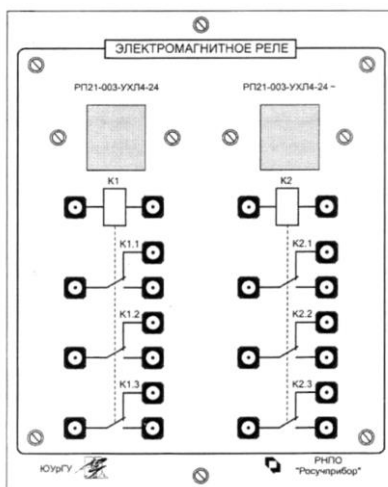 ЭЛЕКТРОМАГНИТНОЕ РЕЛЕ
РП21-003-УХЛ4-24
РП21-003-УХЛ4-24 ~
К1
К2
К1.1
К2.1
К1.2
К2.2
К1.3
К2.3
ЮУрГУ
РНПО
"Росучприбор"